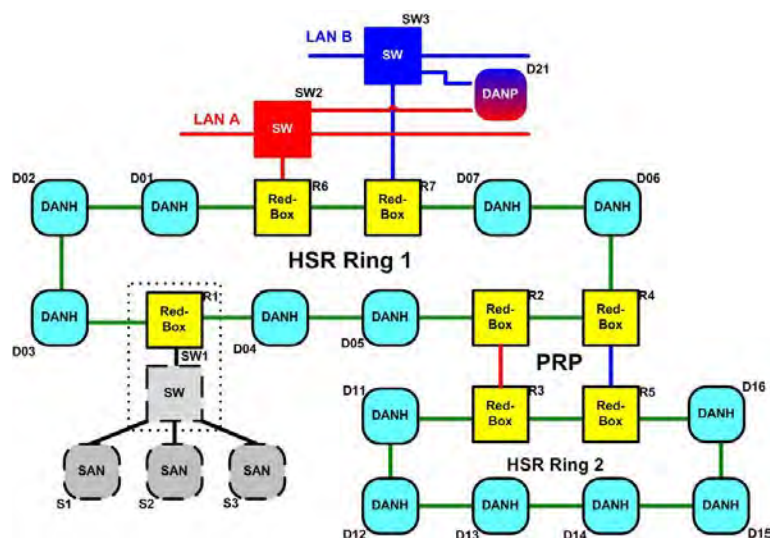 SW3
LAN B
SW
D21
SW2
DANP
LAN A
SW
D02
D01
R6
R7
D07
D06
DANH
DANH
Red-
Box
Red-
Box
DANH
DANH
HSR Ring 1
R1
R2
R4
DANH
Red-
Box
DANH
DANH
Red-
Box
Red-
Box
D03
SW1
D04
D05
PRP
SW
D11
R3
R5
D16
DANH
Red-
Box
Red-
Box
DANH
SAN
SAN
SAN
HSR Ring 2
S1
S2
S3
DANH
DANH
DANH
DANH
D12
D13
D14
D15